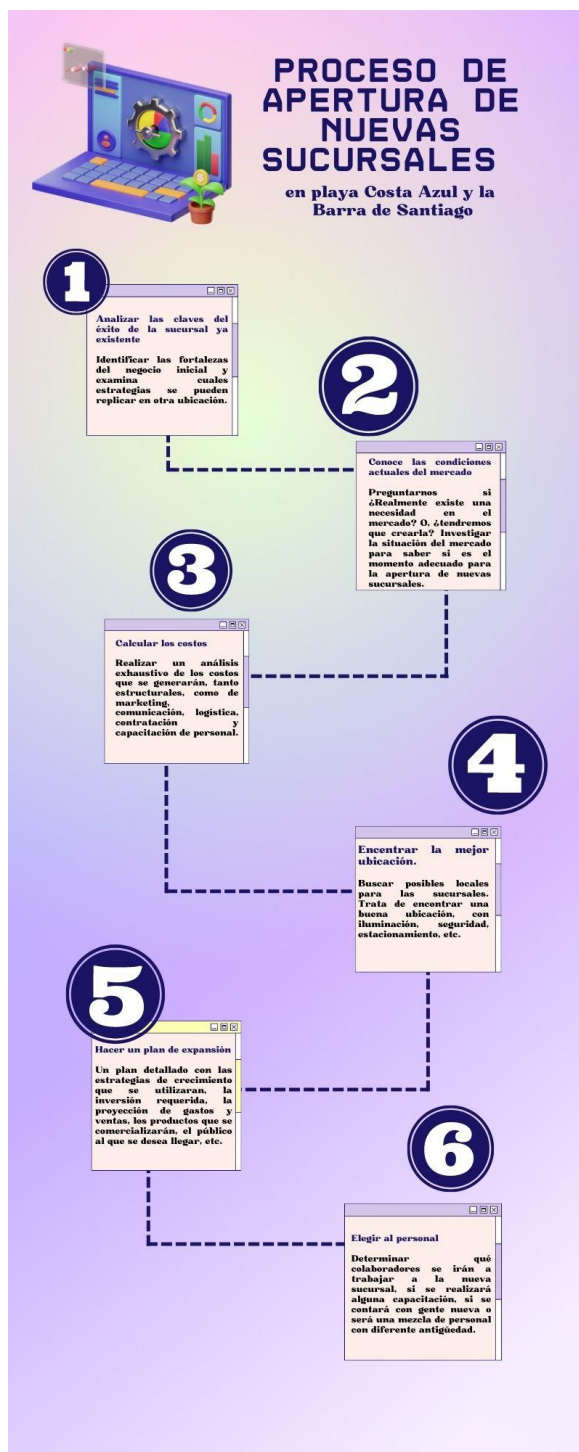 PROCESO DE
APERTURA DE
NUEVAS
SUCURSALES
en playa Costa Azul y la
Barra de Santiago
1
Analizar las claves del
éxito de la sucursal ya
existente
Identificar las fortalezas
del negocio inicial y
examina cuales
estrategias se pueden
replicar en otra ubicación.
2
Conoce las condiciones
actuales del mercado
Preguntarnos si
¿Realmente existe una
necesidad en el
mercado? O, ¿tendremos
que crearla? Investigar
la situación del mercado
para saber si es el
momento adecuado para
la apertura de nuevas
sucursales.
3
Calcular los costos
Realizar un análisis
exhaustivo de los costos
que se generarán, tanto
estructurales, como de
marketing,
comunicación, logística,
contratación y
capacitación de personal.
4
Encentrar la mejor
ubicación.
Buscar posibles locales
para las sucursales.
Trata de encontrar una
buena ubicación, con
iluminación, seguridad,
estacionamiento, etc.
5
Hacer un plan de expansión
Un plan detallado con las
estrategias de crecimiento
que se utilizaran, la
inversión requerida, la
proyección de gastos y
ventas, los productos que se
comercializarán, el público
al que se desea llegar, etc.
6
Elegir al personal
Determinar qué
colaboradores se irán a
trabajar a la nueva
sucursal, si se realizará
alguna capacitación, si se
contará con gente nueva o
será una mezcla de personal
con diferente antigüedad.